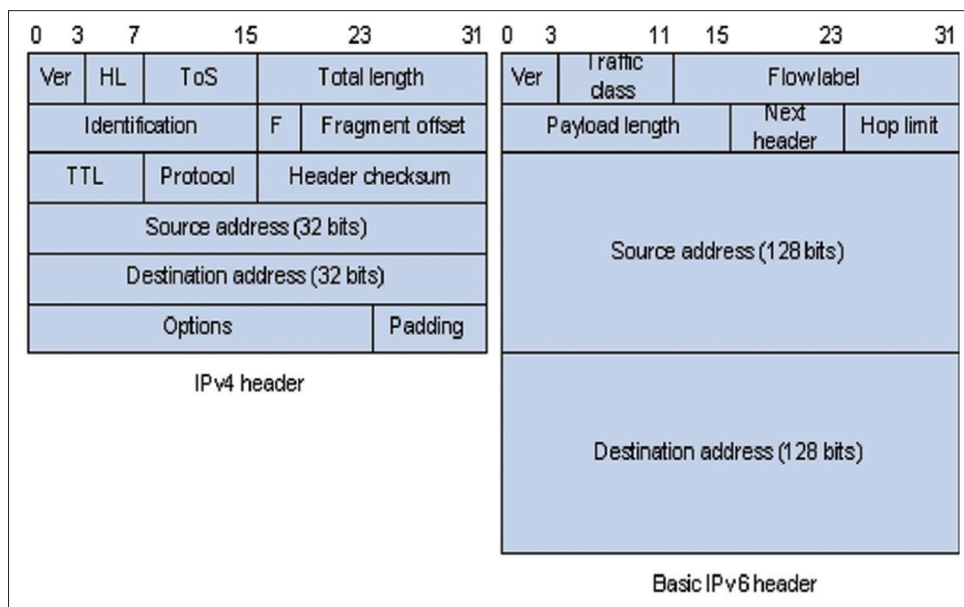 0 3 7 15 23 31
Ver HL ToS Total length
Identification F Fragment offset
TTL Protocol Header checksum
Source address (32 bits)
Destination address (32 bits)
Options Padding
IPv4 header
0 3 11 15 23 31
Ver Traffic class Flow label
Payload length Next header Hop limit
Source address (128 bits)
Destination address (128 bits)
Basic IPv6 header